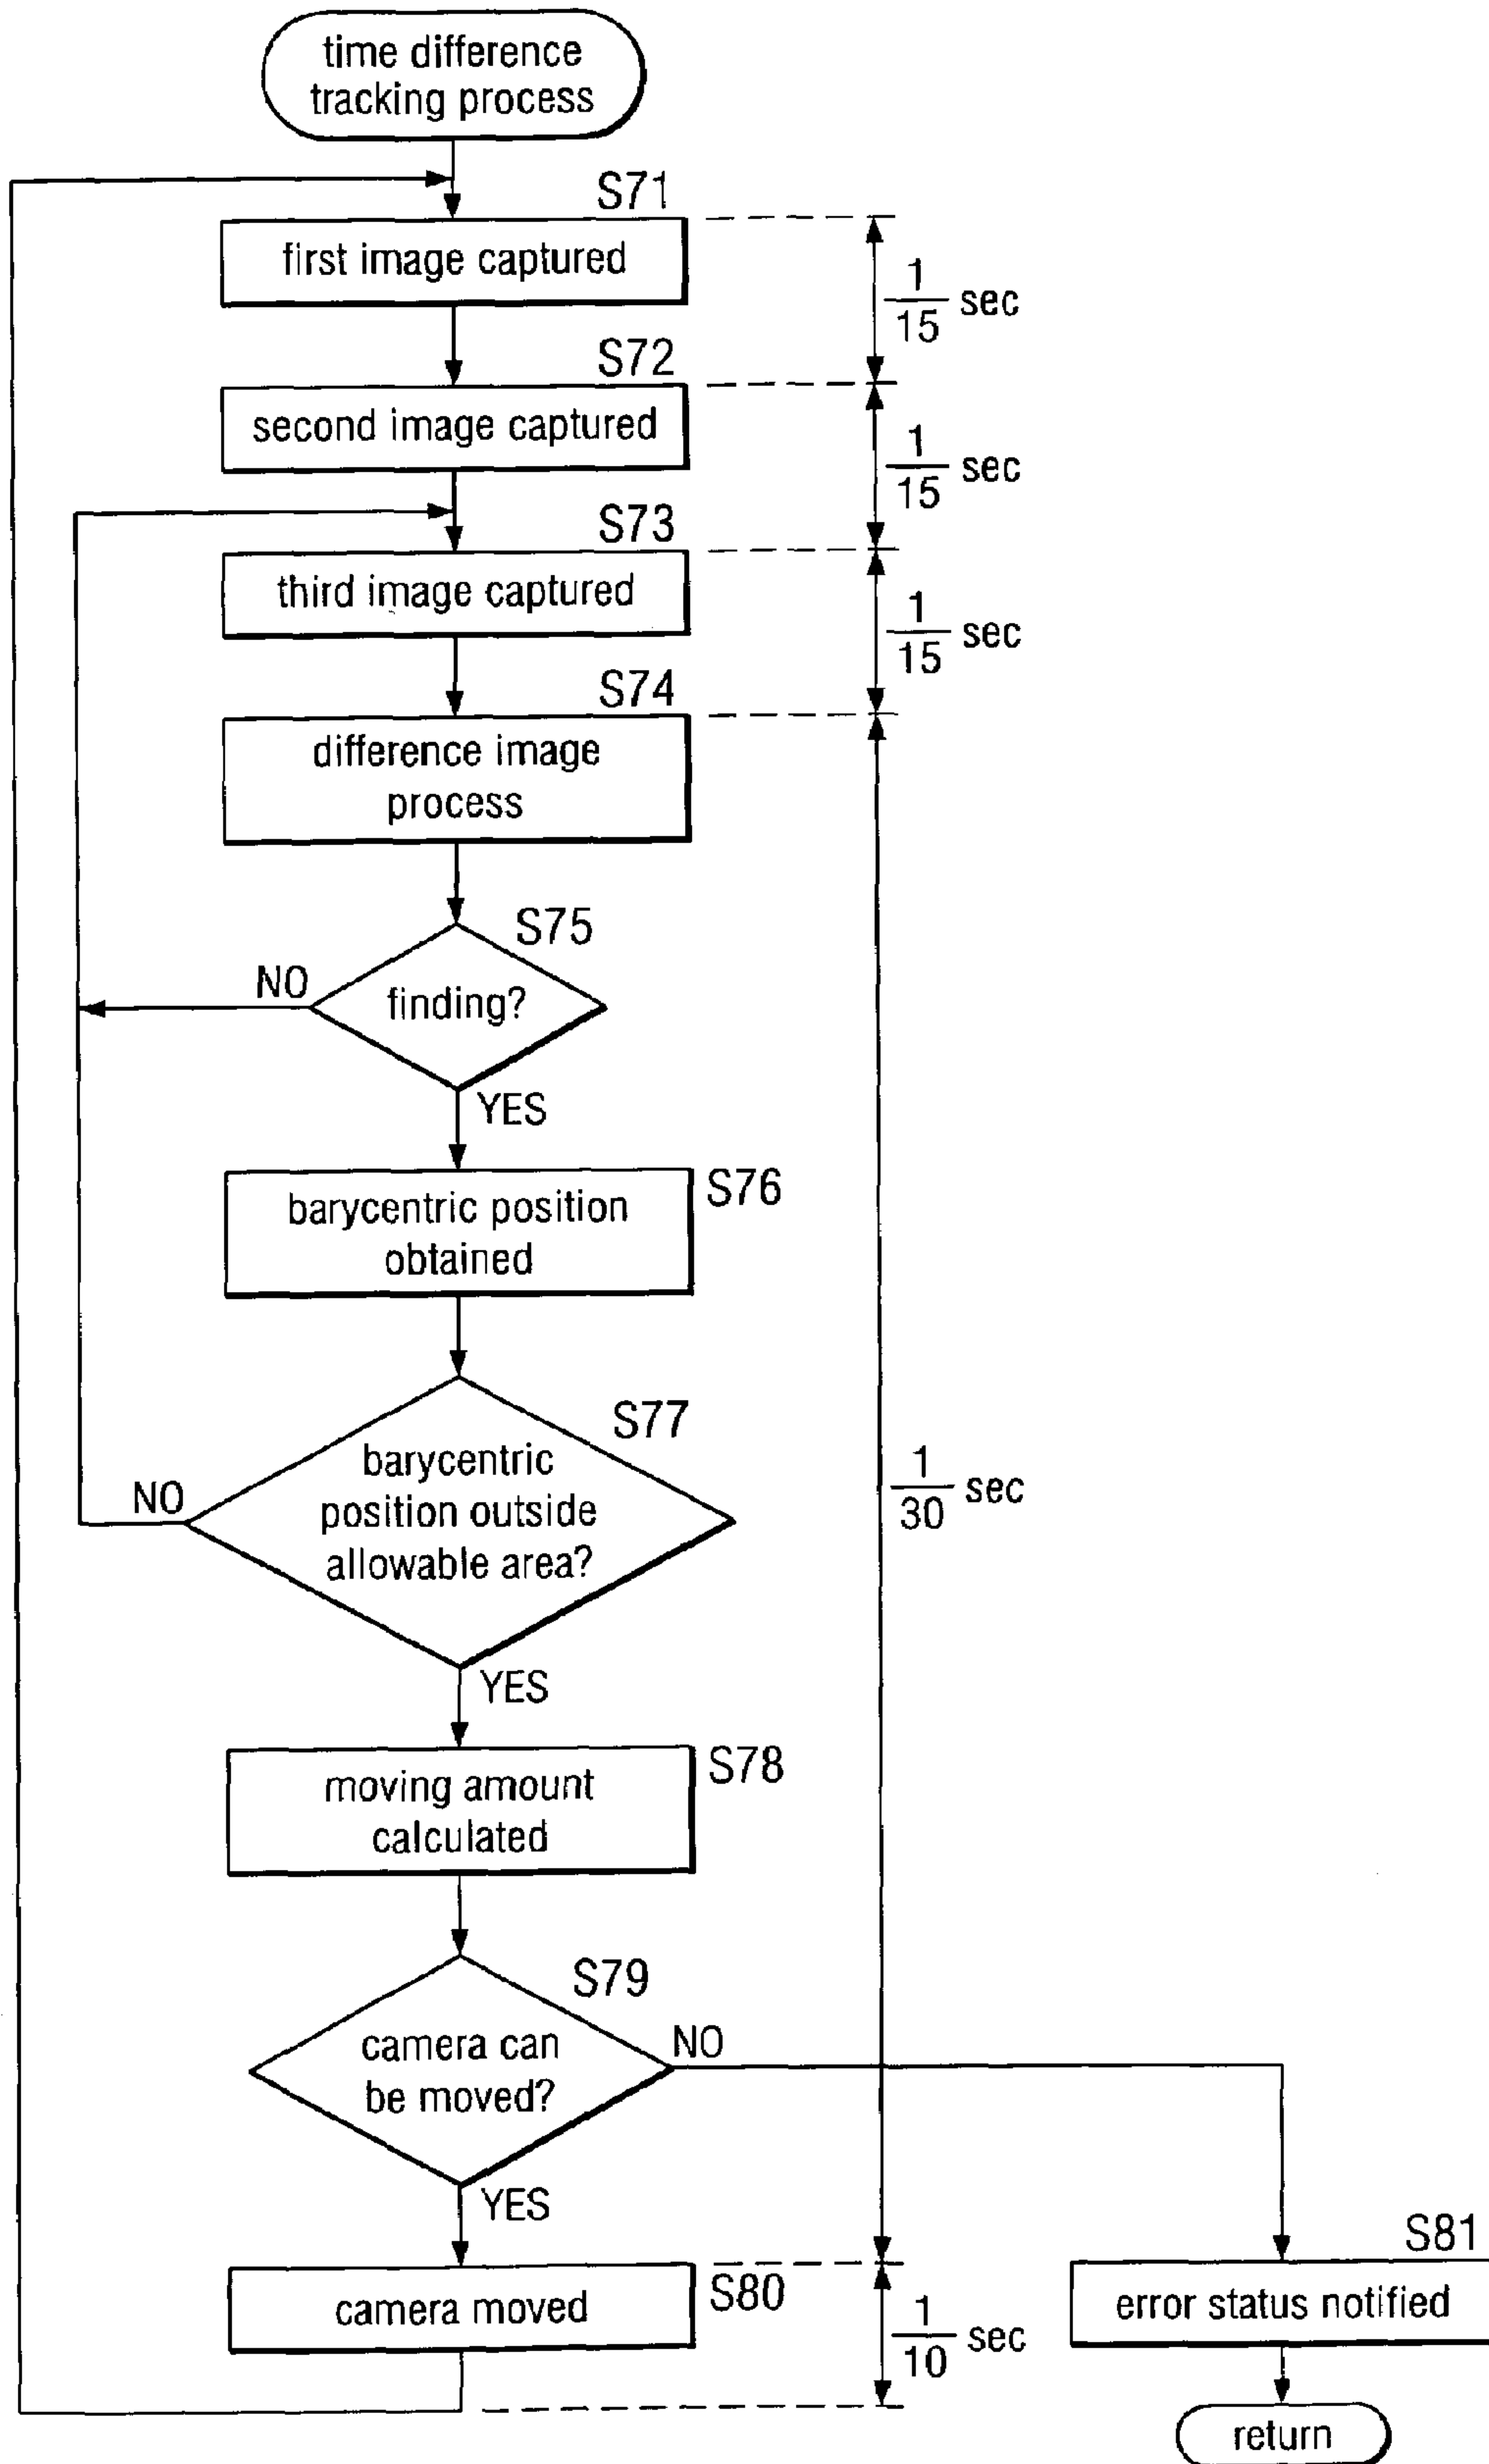 time difference
tracking process
S71
first image captured
1
15 sec
S72
second image captured
1
15 sec
S73
third image captured
1
15 sec
S74
difference image
process
S75
NO
finding?
YES
S76
barycentric position
obtained
S77
NO
barycentric
position outside
allowable area?
1
30 sec
YES
S78
moving amount
calculated
S79
NO
camera can
be moved?
YES
S80
camera moved
1
10 sec
S81
error status notified
return